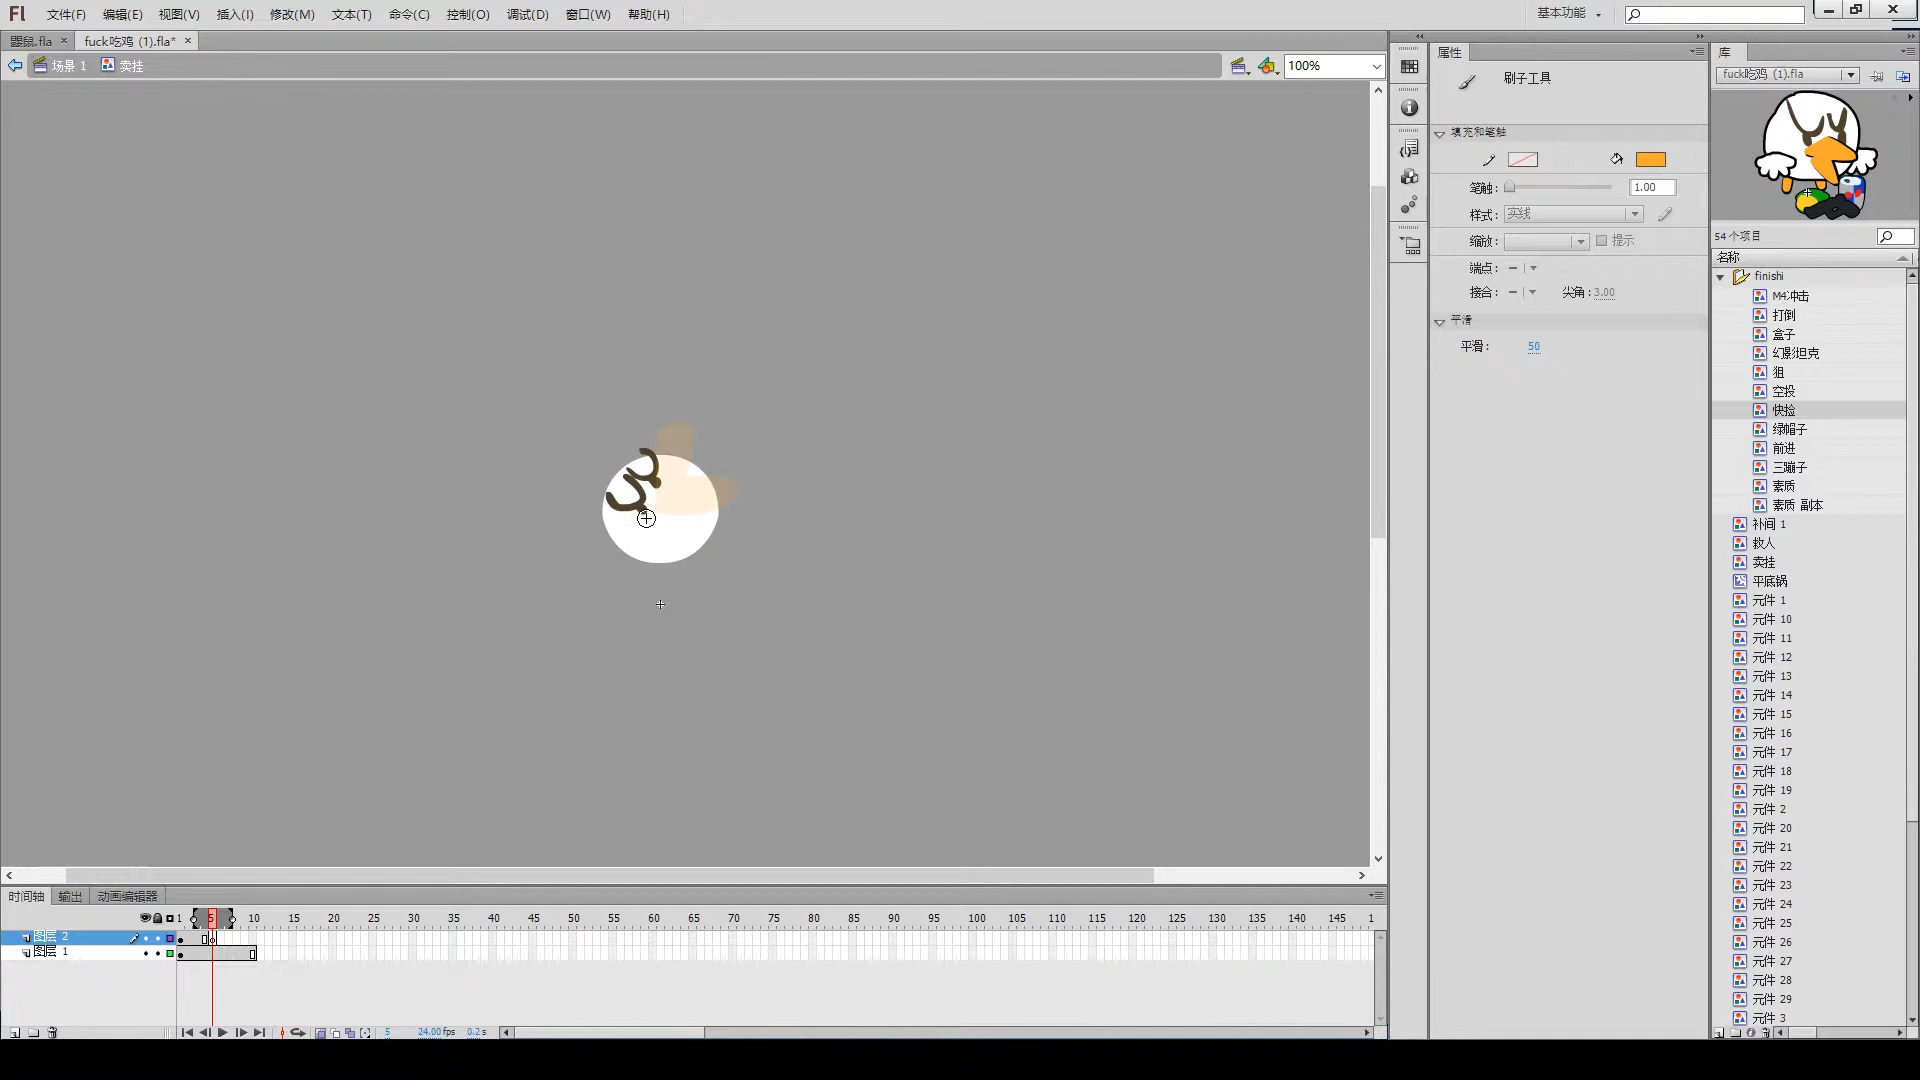 Fl 文件(F) 编辑(E) 视图(V) 插入(I) 修改(M) 文本(T) 命令(C) 控制(O) 调试(D) 窗口(W) 帮助(H) 基本功能
鼹鼠.fla × fuck吃鸡 (1).fla* ×
场景 1 卖挂 100%
属性
刷子工具
填充和笔触
笔触: 1.00
样式: 实线
缩放: 提示
端点:
接合: 尖角: 3.00
平滑
平滑: 50
库
fuck吃鸡 (1).fla
54 个项目
名称
finishi
M4冲击
打倒
盒子
幻影坦克
狙
空投
快捡
绿帽子
前进
三蹦子
素质
素质 副本
补间 1
救人
卖挂
平底锅
元件 1
元件 10
元件 11
元件 12
元件 13
元件 14
元件 15
元件 16
元件 17
元件 18
元件 19
元件 2
元件 20
元件 21
元件 22
元件 23
元件 24
元件 25
元件 26
元件 27
元件 28
元件 29
元件 3
时间轴 输出 动画编辑器
1 5 10 15 20 25 30 35 40 45 50 55 60 65 70 75 80 85 90 95 100 105 110 115 120 125 130 135 140 145 1
图层 2
图层 1
5 24.00fps 0.2s